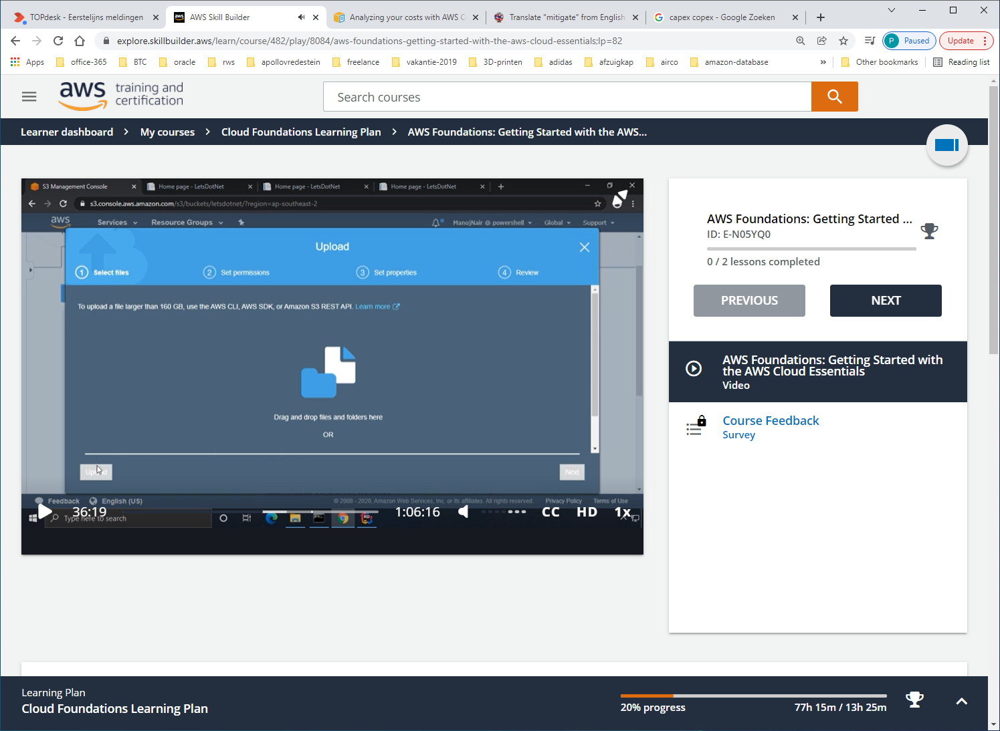 TOPdesk - Eerstelijns meldingen
AWS Skill Builder
Analyzing your costs with AWS C
Translate "mitigate" from English
capex copex - Google Zoeken
explore.skillbuilder.aws/learn/course/482/play/8084/aws-foundations-getting-started-with-the-aws-cloud-essentials;lp=82
P Paused
Update
Apps
office-365
BTC
oracle
rws
apollovredestein
freelance
vakantie-2019
3D-printen
adidas
afzuigkap
airco
amazon-database
»
Other bookmarks
Reading list
aws training and certification
Search courses
Learner dashboard > My courses > Cloud Foundations Learning Plan > AWS Foundations: Getting Started with the AWS...
S3 Management Console
Home page - LetsDotNet
Home page - LetsDotNet
Home page - LetsDotNet
s3.console.aws.amazon.com/s3/buckets/letsdotnet/?region=ap-southeast-2
aws
Services
Resource Groups
ManojNair @ powershell
Global
Support
Upload
1 Select files
2 Set permissions
3 Set properties
4 Review
To upload a file larger than 160 GB, use the AWS CLI, AWS SDK, or Amazon S3 REST API. Learn more
Drag and drop files and folders here
OR
Upload
Next
Feedback
English (US)
© 2008 - 2020, Amazon Web Services, Inc. or its affiliates. All rights reserved.
Privacy Policy
Terms of Use
Type here to search
36:19
1:06:16
CC
HD
1x
AWS Foundations: Getting Started ...
ID: E-N05YQ0
0 / 2 lessons completed
PREVIOUS
NEXT
AWS Foundations: Getting Started with
the AWS Cloud Essentials
Video
Course Feedback
Survey
Learning Plan
Cloud Foundations Learning Plan
20% progress
77h 15m / 13h 25m